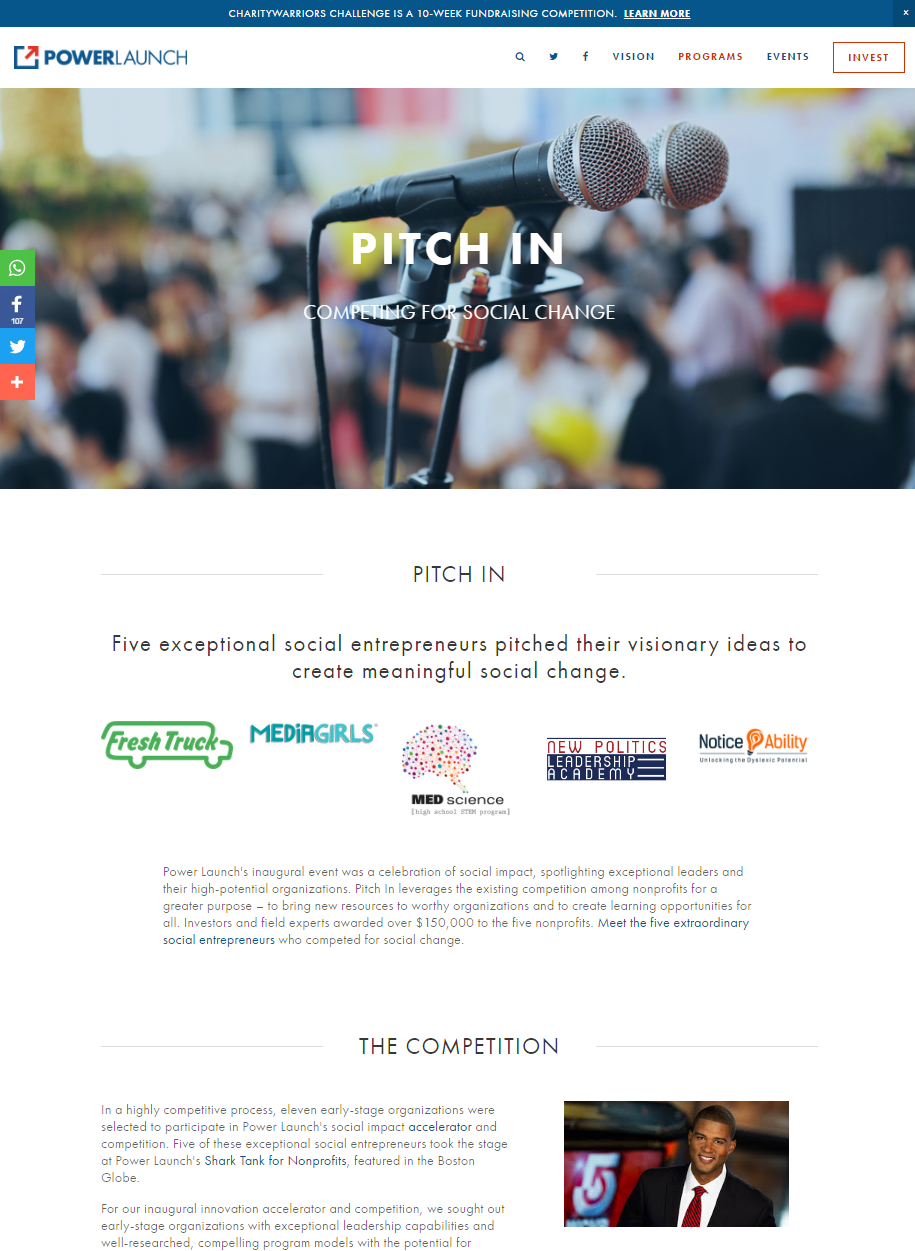 CHARITYWARRIORS CHALLENGE IS A 10-WEEK FUNDRAISING COMPETITION. LEARN MORE ×
POWERLAUNCH
VISION PROGRAMS EVENTS INVEST
PITCH IN
COMPETING FOR SOCIAL CHANGE
107
PITCH IN
Five exceptional social entrepreneurs pitched their visionary ideas to
create meaningful social change.
Fresh Truck
MEDIAGIRLS
MED science
[high school STEM program]
NEW POLITICS
LEADERSHIP
ACADEMY
Notice Ability
Unlocking the Dyslexic Potential
Power Launch's inaugural event was a celebration of social impact, spotlighting exceptional leaders and
their high-potential organizations. Pitch In leverages the existing competition among nonprofits for a
greater purpose – to bring new resources to worthy organizations and to create learning opportunities for
all. Investors and field experts awarded over $150,000 to the five nonprofits. Meet the five extraordinary
social entrepreneurs who competed for social change.
THE COMPETITION
In a highly competitive process, eleven early-stage organizations were
selected to participate in Power Launch's social impact accelerator and
competition. Five of these exceptional social entrepreneurs took the stage
at Power Launch's Shark Tank for Nonprofits, featured in the Boston
Globe.
For our inaugural innovation accelerator and competition, we sought out
early-stage organizations with exceptional leadership capabilities and
well-researched, compelling program models with the potential for
5